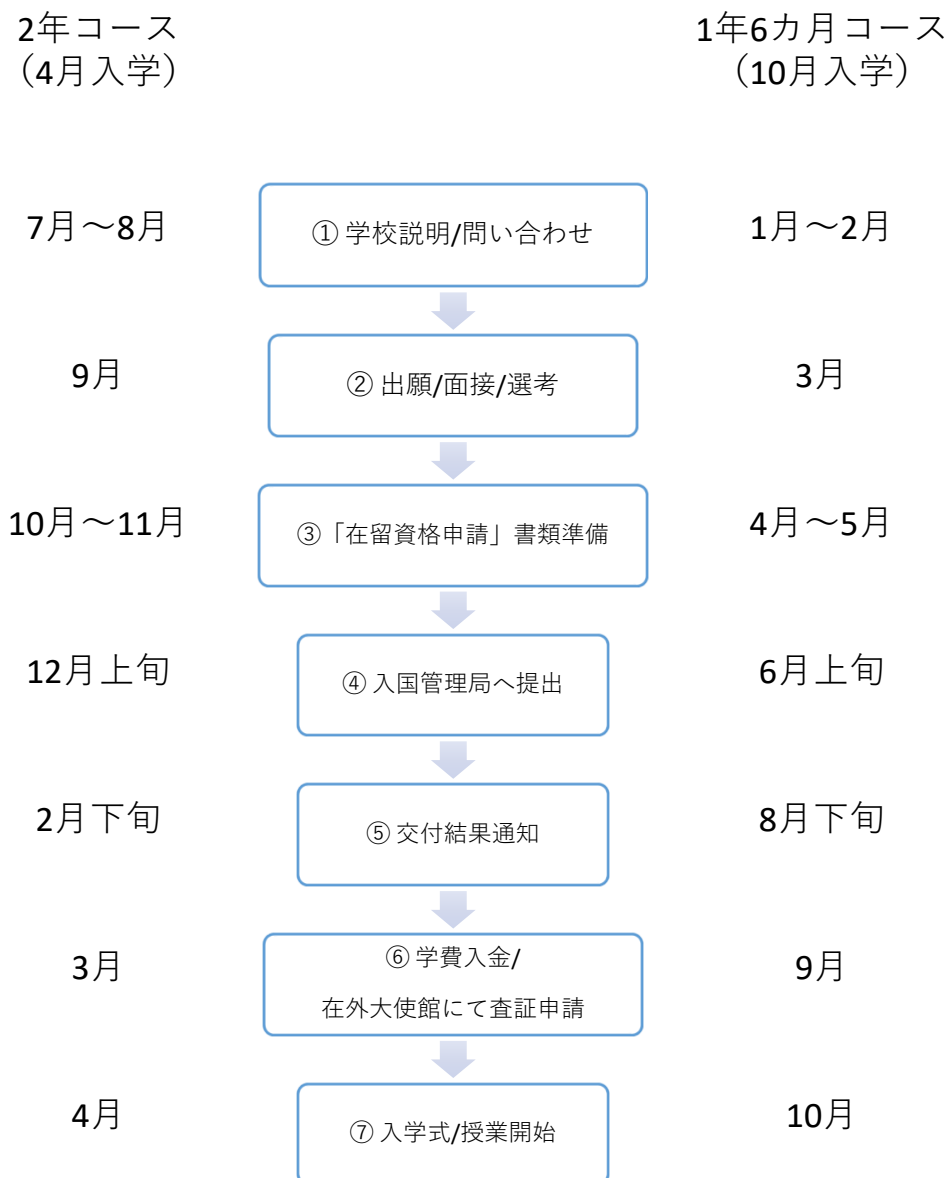 2年コース
（4月入学）
1年6カ月コース
（10月入学）
7月～8月
① 学校説明/問い合わせ
1月～2月
9月
② 出願/面接/選考
3月
10月～11月
③「在留資格申請」書類準備
4月～5月
12月上旬
④ 入国管理局へ提出
6月上旬
2月下旬
⑤ 交付結果通知
8月下旬
3月
⑥ 学費入金/
在外大使館にて査証申請
9月
4月
⑦ 入学式/授業開始
10月